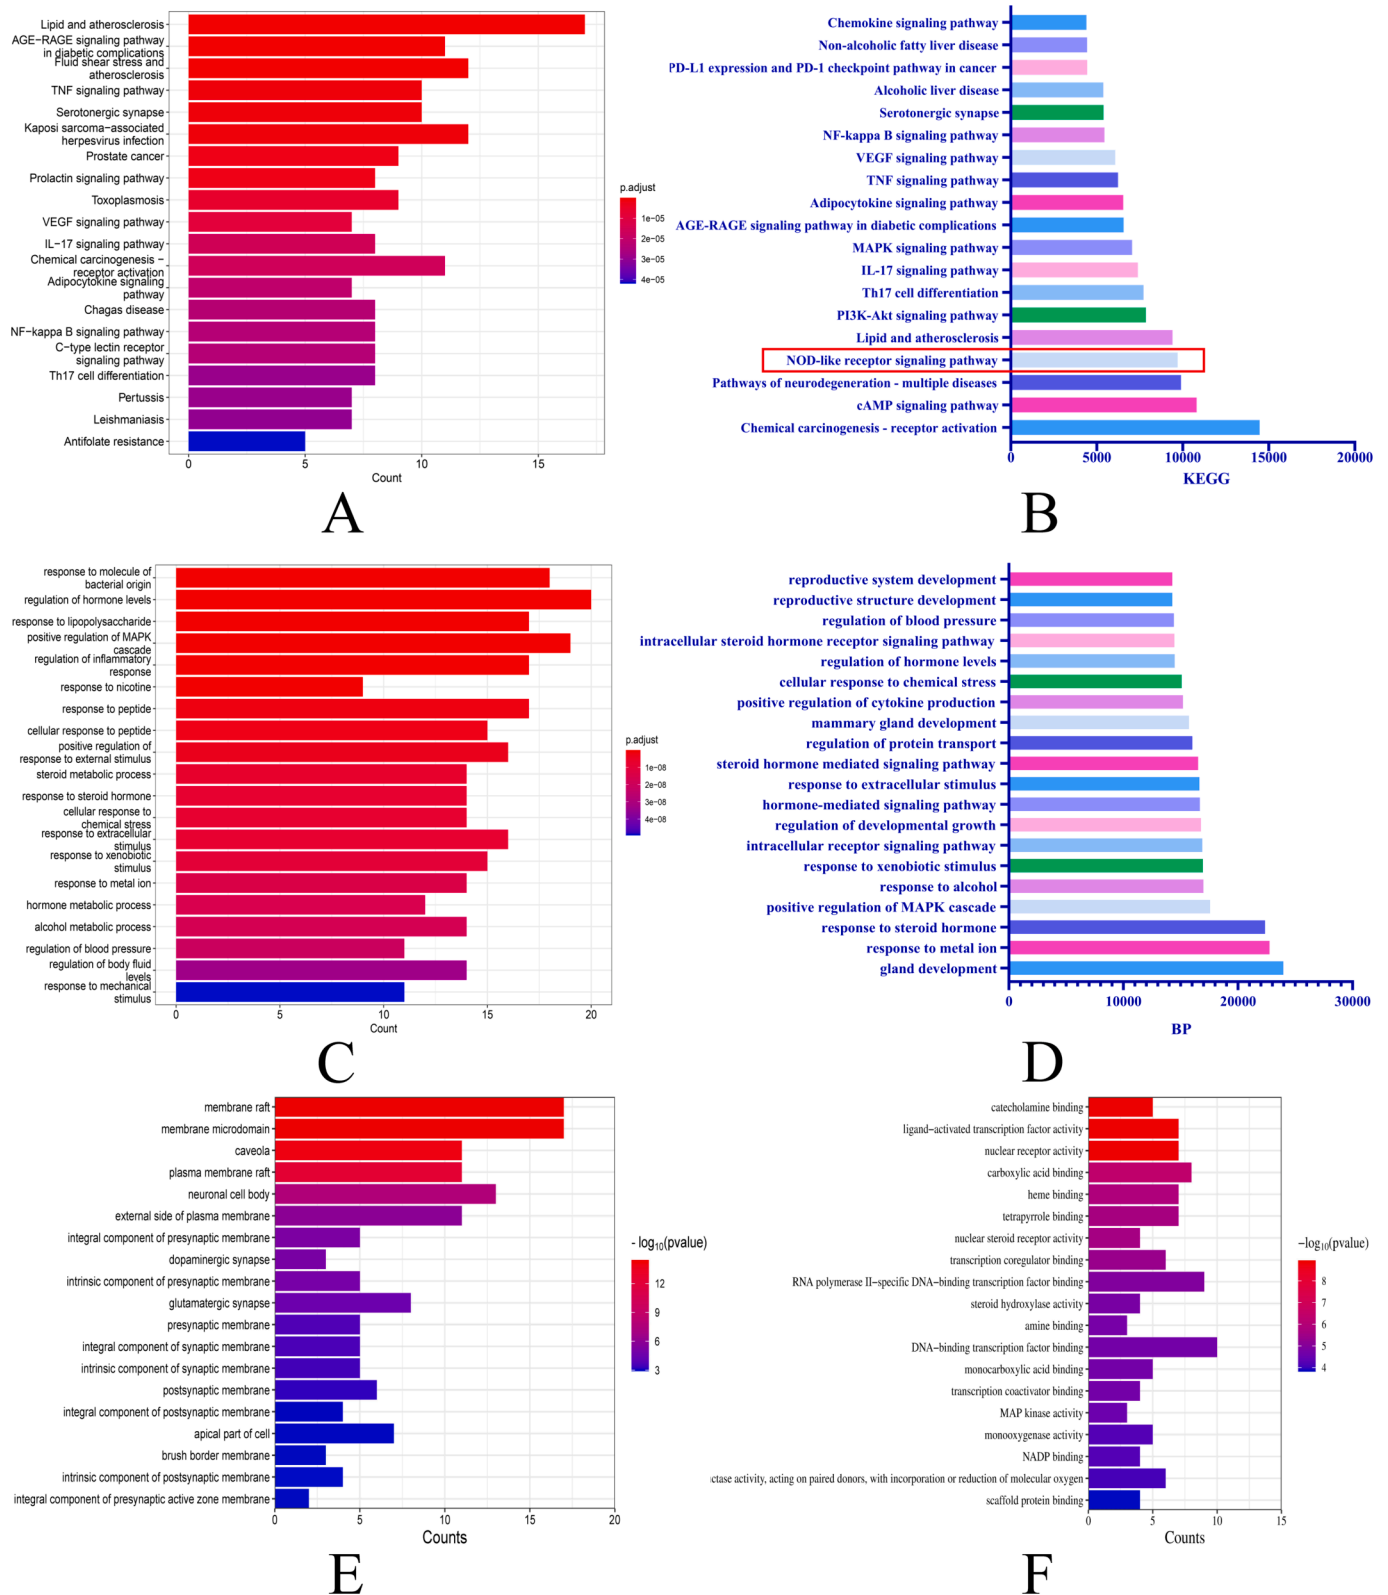 Lipid and atherosclerosis
AGE−RAGE signaling pathway
in diabetic complications
Fluid shear stress and
atherosclerosis
TNF signaling pathway
Serotonergic synapse
Kaposi sarcoma−associated
herpesvirus infection
Prostate cancer
Prolactin signaling pathway
Toxoplasmosis
VEGF signaling pathway
IL−17 signaling pathway
Chemical carcinogenesis −
receptor activation
Adipocytokine signaling
pathway
Chagas disease
NF−kappa B signaling pathway
C−type lectin receptor
signaling pathway
Th17 cell differentiation
Pertussis
Leishmaniasis
Antifolate resistance
0 5 10 15
Count
p.adjust
1e−05
2e−05
3e−05
4e−05
A
Chemokine signaling pathway
Non-alcoholic fatty liver disease
PD-L1 expression and PD-1 checkpoint pathway in cancer
Alcoholic liver disease
Serotonergic synapse
NF-kappa B signaling pathway
VEGF signaling pathway
TNF signaling pathway
Adipocytokine signaling pathway
AGE-RAGE signaling pathway in diabetic complications
MAPK signaling pathway
IL-17 signaling pathway
Th17 cell differentiation
PI3K-Akt signaling pathway
Lipid and atherosclerosis
NOD-like receptor signaling pathway
Pathways of neurodegeneration - multiple diseases
cAMP signaling pathway
Chemical carcinogenesis - receptor activation
0 5000 10000 15000 20000
KEGG
B
response to molecule of
bacterial origin
regulation of hormone levels
response to lipopolysaccharide
positive regulation of MAPK
cascade
regulation of inflammatory
response
response to nicotine
response to peptide
cellular response to peptide
positive regulation of
response to external stimulus
steroid metabolic process
response to steroid hormone
cellular response to
chemical stress
response to extracellular
stimulus
response to xenobiotic
stimulus
response to metal ion
hormone metabolic process
alcohol metabolic process
regulation of blood pressure
regulation of body fluid
levels
response to mechanical
stimulus
0 5 10 15 20
Count
p.adjust
1e−08
2e−08
3e−08
4e−08
C
reproductive system development
reproductive structure development
regulation of blood pressure
intracellular steroid hormone receptor signaling pathway
regulation of hormone levels
cellular response to chemical stress
positive regulation of cytokine production
mammary gland development
regulation of protein transport
steroid hormone mediated signaling pathway
response to extracellular stimulus
hormone-mediated signaling pathway
regulation of developmental growth
intracellular receptor signaling pathway
response to xenobiotic stimulus
response to alcohol
positive regulation of MAPK cascade
response to steroid hormone
response to metal ion
gland development
0 10000 20000 30000
BP
D
membrane raft
membrane microdomain
caveola
plasma membrane raft
neuronal cell body
external side of plasma membrane
integral component of presynaptic membrane
dopaminergic synapse
intrinsic component of presynaptic membrane
glutamatergic synapse
presynaptic membrane
integral component of synaptic membrane
intrinsic component of synaptic membrane
postsynaptic membrane
integral component of postsynaptic membrane
apical part of cell
brush border membrane
intrinsic component of postsynaptic membrane
integral component of presynaptic active zone membrane
0 5 10 15 20
Counts
- log10(pvalue)
12
9
6
3
E
catecholamine binding
ligand−activated transcription factor activity
nuclear receptor activity
carboxylic acid binding
heme binding
tetrapyrrole binding
nuclear steroid receptor activity
transcription coregulator binding
RNA polymerase II−specific DNA−binding transcription factor binding
steroid hydroxylase activity
amine binding
DNA−binding transcription factor binding
monocarboxylic acid binding
transcription coactivator binding
MAP kinase activity
monooxygenase activity
NADP binding
ctase activity, acting on paired donors, with incorporation or reduction of molecular oxygen
scaffold protein binding
0 5 10 15
Counts
−log10(pvalue)
8
7
6
5
4
F